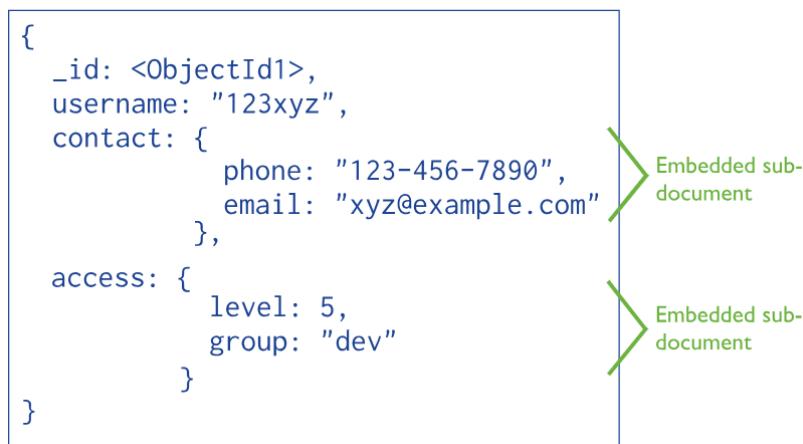 {
_id: <ObjectId1>,
username: "123xyz",
contact: {
phone: "123-456-7890",
email: "xyz@example.com"
},
Embedded sub-
document
access: {
level: 5,
group: "dev"
}
Embedded sub-
document
}